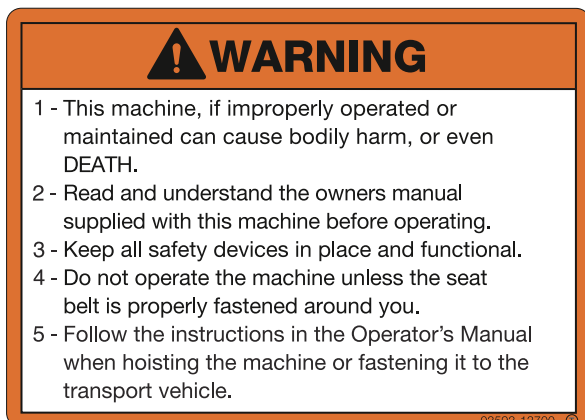 WARNING
1 - This machine, if improperly operated or
maintained can cause bodily harm, or even
DEATH.
2 - Read and understand the owners manual
supplied with this machine before operating.
3 - Keep all safety devices in place and functional.
4 - Do not operate the machine unless the seat
belt is properly fastened around you.
5 - Follow the instructions in the Operator's Manual
when hoisting the machine or fastening it to the
transport vehicle.